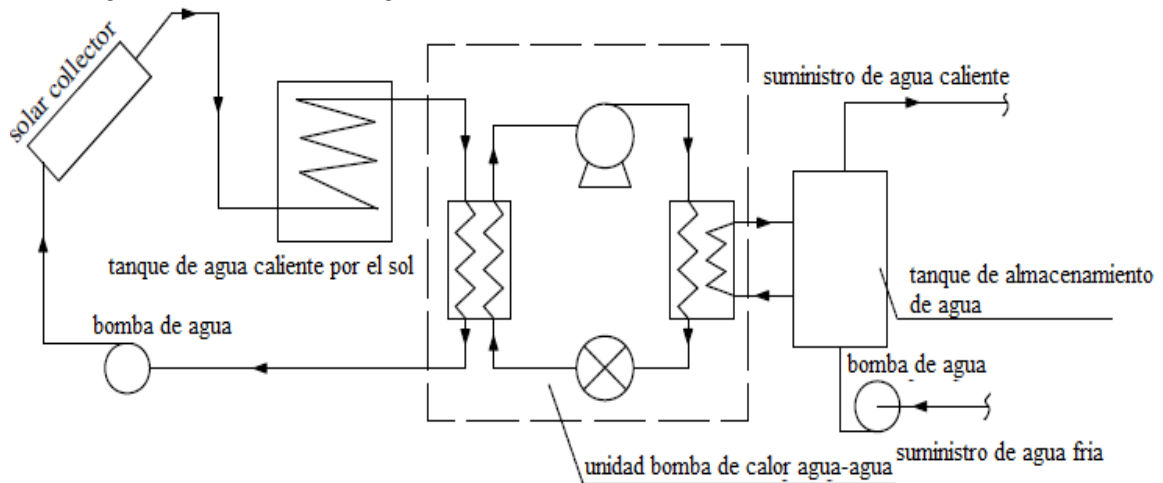 solar collector
suministro de agua caliente
tanque de agua caliente por el sol
tanque de almacenamiento
de agua
bomba de agua
bomba de agua
suministro de agua fria
unidad bomba de calor agua-agua